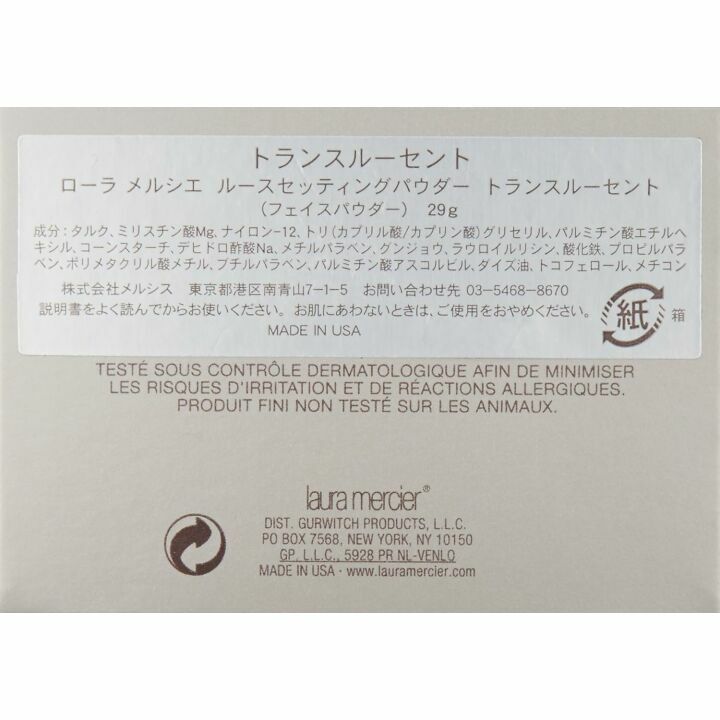 トランスルーセント
ローラ メルシエ ルースセッティングパウダー トランスルーセント
(フェイスパウダー) 29g
成分:タルク、ミリスチン酸Mg、ナイロン-12、トリ(カプリル酸/カプリン酸)グリセリル、パルミチン酸エチルヘ
キシル、コーンスターチ、デヒドロ酢酸Na、メチルパラベン、グンジョウ、ラウロイルリシン、酸化鉄、プロピルパラ
ベン、ポリメタクリル酸メチル、ブチルパラベン、パルミチン酸アスコルビル、ダイズ油、トコフェロール、メチコン
株式会社メルシス 東京都港区南青山7-1-5 お問い合わせ先 03-5468-8670
説明書をよく読んでからお使いください。お肌にあわないときは、ご使用をおやめください。
MADE IN USA
紙 箱
TESTÉ SOUS CONTRÔLE DERMATOLOGIQUE AFIN DE MINIMISER
LES RISQUES D'IRRITATION ET DE RÉACTIONS ALLERGIQUES.
PRODUIT FINI NON TESTÉ SUR LES ANIMAUX.
laura mercier®
DIST. GURWITCH PRODUCTS, L.L.C.
PO BOX 7568, NEW YORK, NY 10150
GP, L.L.C., 5928 PR NL-VENLO
MADE IN USA · www.lauramercier.com